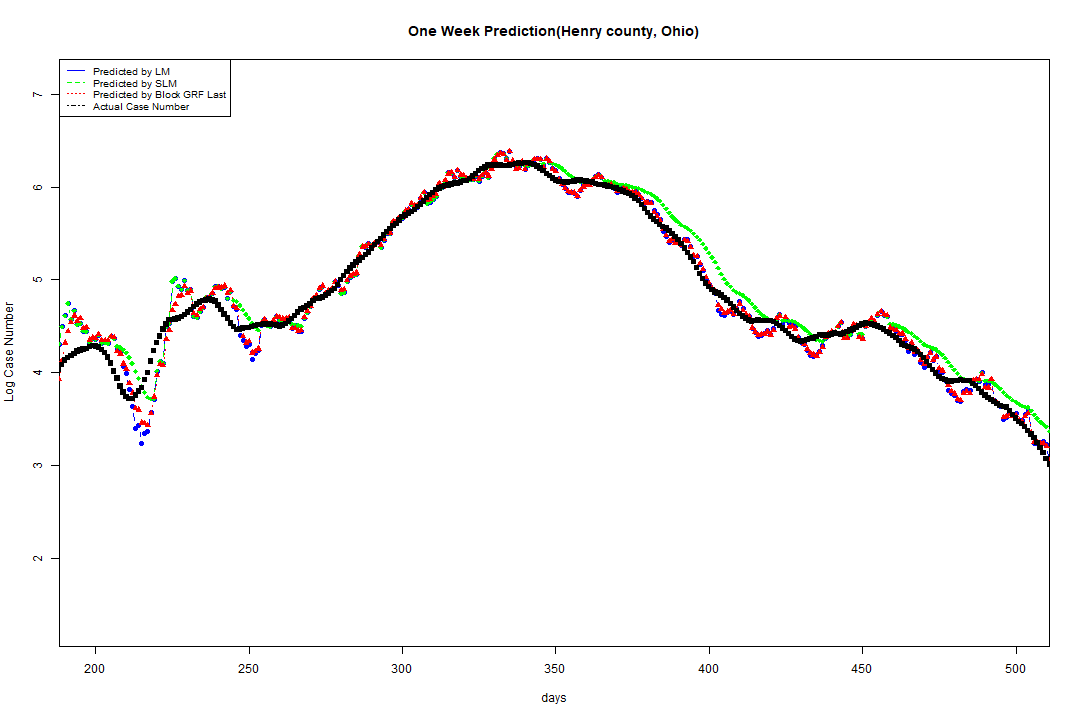 One Week Prediction(Henry county, Ohio)
Predicted by LM
Predicted by SLM
Predicted by Block GRF Last
Actual Case Number
7
6
5
4
3
2
Log Case Number
200 250 300 350 400 450 500
days